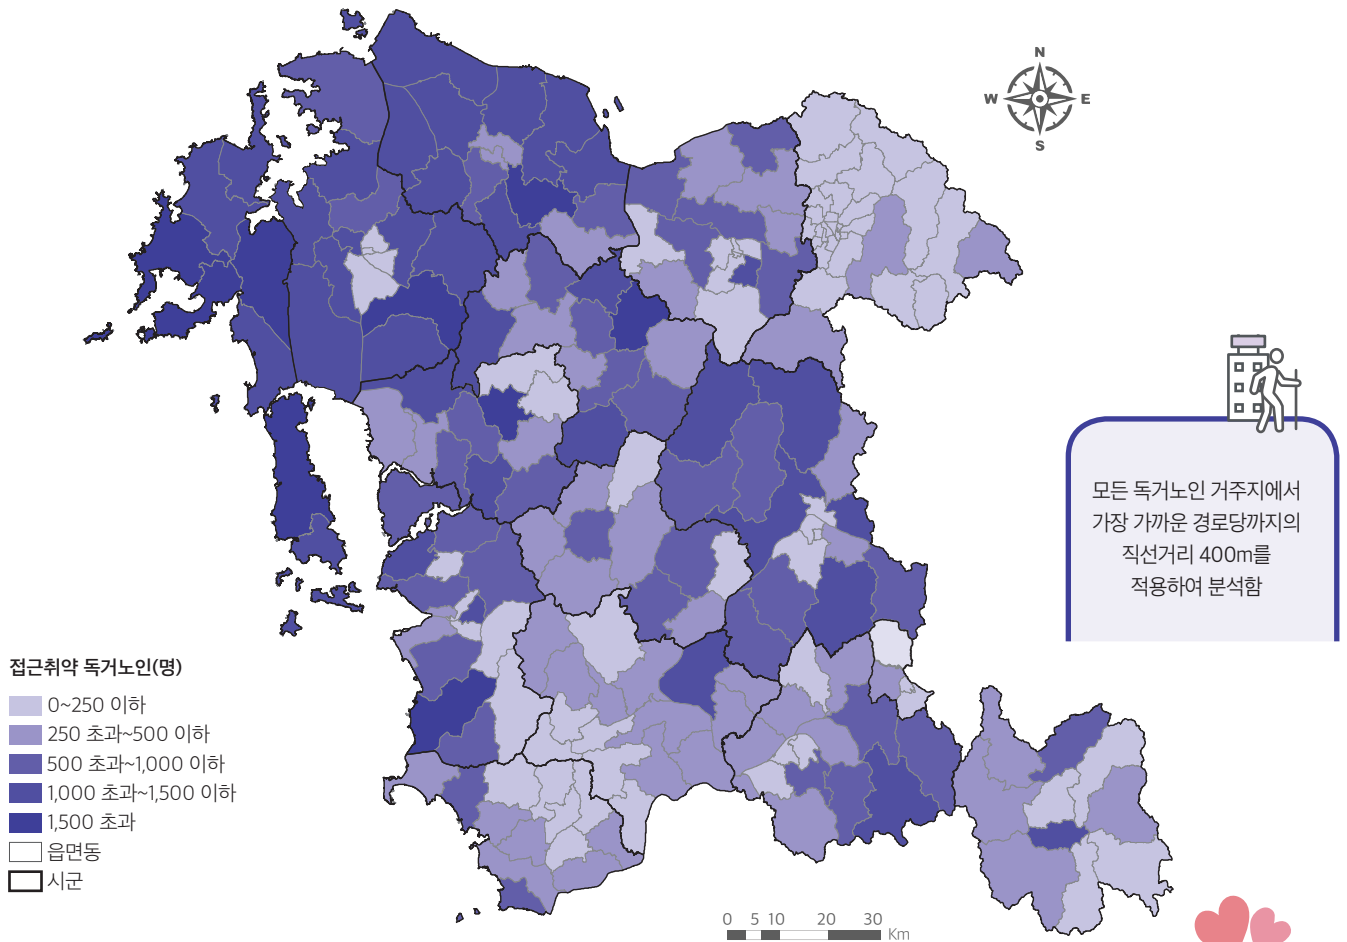 N
W E
S
모든 독거노인 거주지에서
가장 가까운 경로당까지의
직선거리 400m를
적용하여 분석함
접근취약 독거노인(명)
0~250 이하
250 초과~500 이하
500 초과~1,000 이하
1,000 초과~1,500 이하
1,500 초과
읍면동
시군
0 5 10 20 30
Km